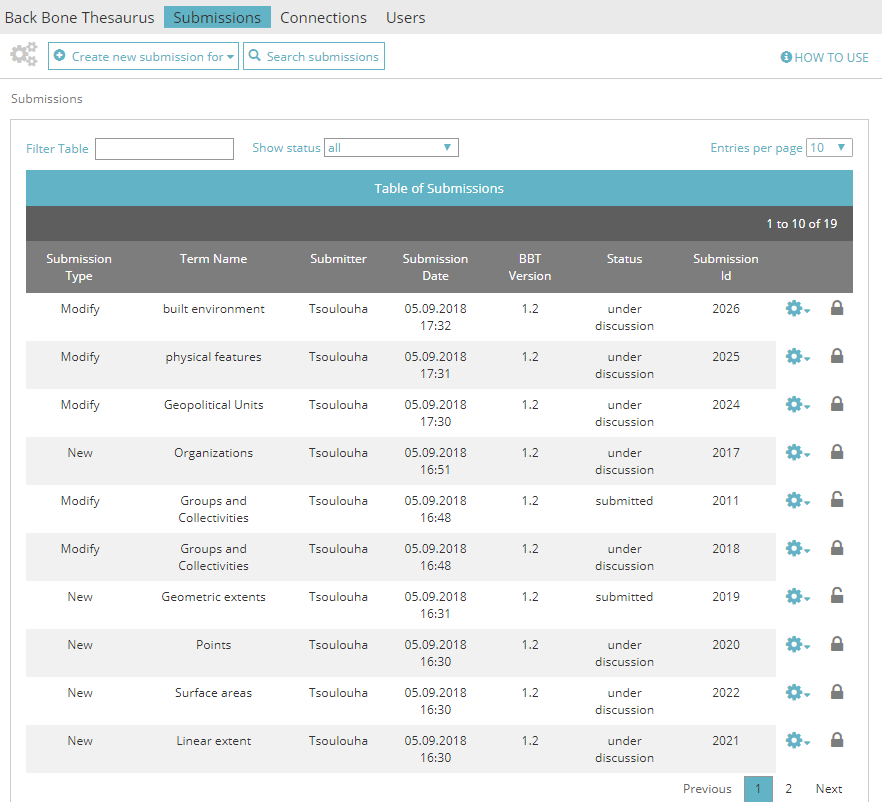 Back Bone Thesaurus Submissions Connections Users
Create new submission for Search submissions HOW TO USE
Submissions
Filter Table Show status all Entries per page 10
Table of Submissions
1 to 10 of 19
Submission Type Term Name Submitter Submission Date BBT Version Status Submission Id
Modify built environment Tsoulouha 05.09.2018 17:32 1.2 under discussion 2026
Modify physical features Tsoulouha 05.09.2018 17:31 1.2 under discussion 2025
Modify Geopolitical Units Tsoulouha 05.09.2018 17:30 1.2 under discussion 2024
New Organizations Tsoulouha 05.09.2018 16:51 1.2 under discussion 2017
Modify Groups and Collectivities Tsoulouha 05.09.2018 16:48 1.2 submitted 2011
Modify Groups and Collectivities Tsoulouha 05.09.2018 16:48 1.2 under discussion 2018
New Geometric extents Tsoulouha 05.09.2018 16:31 1.2 submitted 2019
New Points Tsoulouha 05.09.2018 16:30 1.2 under discussion 2020
New Surface areas Tsoulouha 05.09.2018 16:30 1.2 under discussion 2022
New Linear extent Tsoulouha 05.09.2018 16:30 1.2 under discussion 2021
Previous 1 2 Next